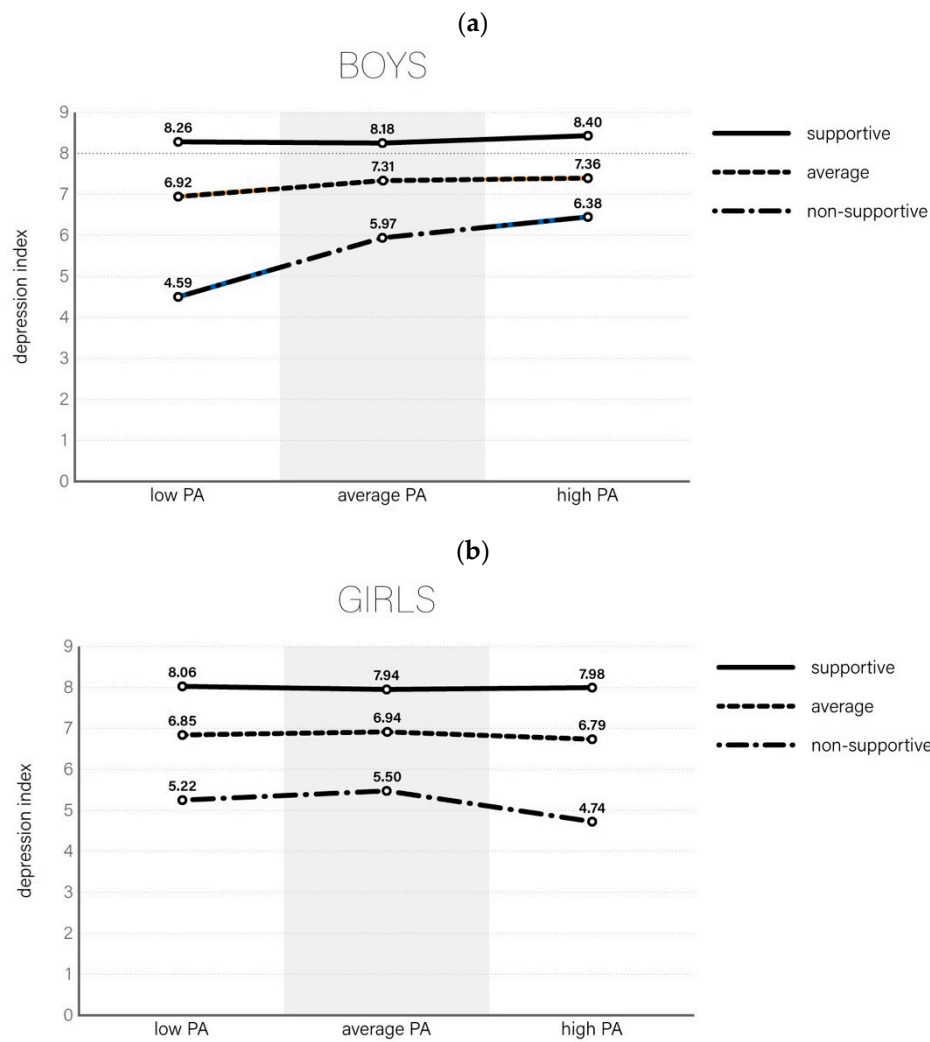 (a)
BOYS
9
8
7
6
5
4
3
2
1
0
depression index
8.26
8.18
8.40
6.92
7.31
7.36
4.59
5.97
6.38
low PA
average PA
high PA
supportive
average
non-supportive
(b)
GIRLS
9
8
7
6
5
4
3
2
1
0
depression index
8.06
7.94
7.98
6.85
6.94
6.79
5.22
5.50
4.74
low PA
average PA
high PA
supportive
average
non-supportive